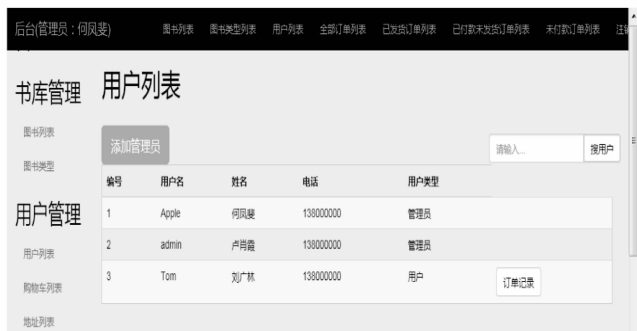 后台(管理员：何凤斐) 图书列表 图书类型列表 用户列表 全部订单列表 已发货订单列表 已付款未发货订单列表 未付款订单列表 注销
书库管理
图书列表
图书类型
用户管理
用户列表
购物车列表
地址列表
用户列表
添加管理员 请输入... 搜用户
编号 用户名 姓名 电话 用户类型
1 Apple 何凤斐 138000000 管理员
2 admin 卢肖霞 138000000 管理员
3 Tom 刘广林 138000000 用户 订单记录